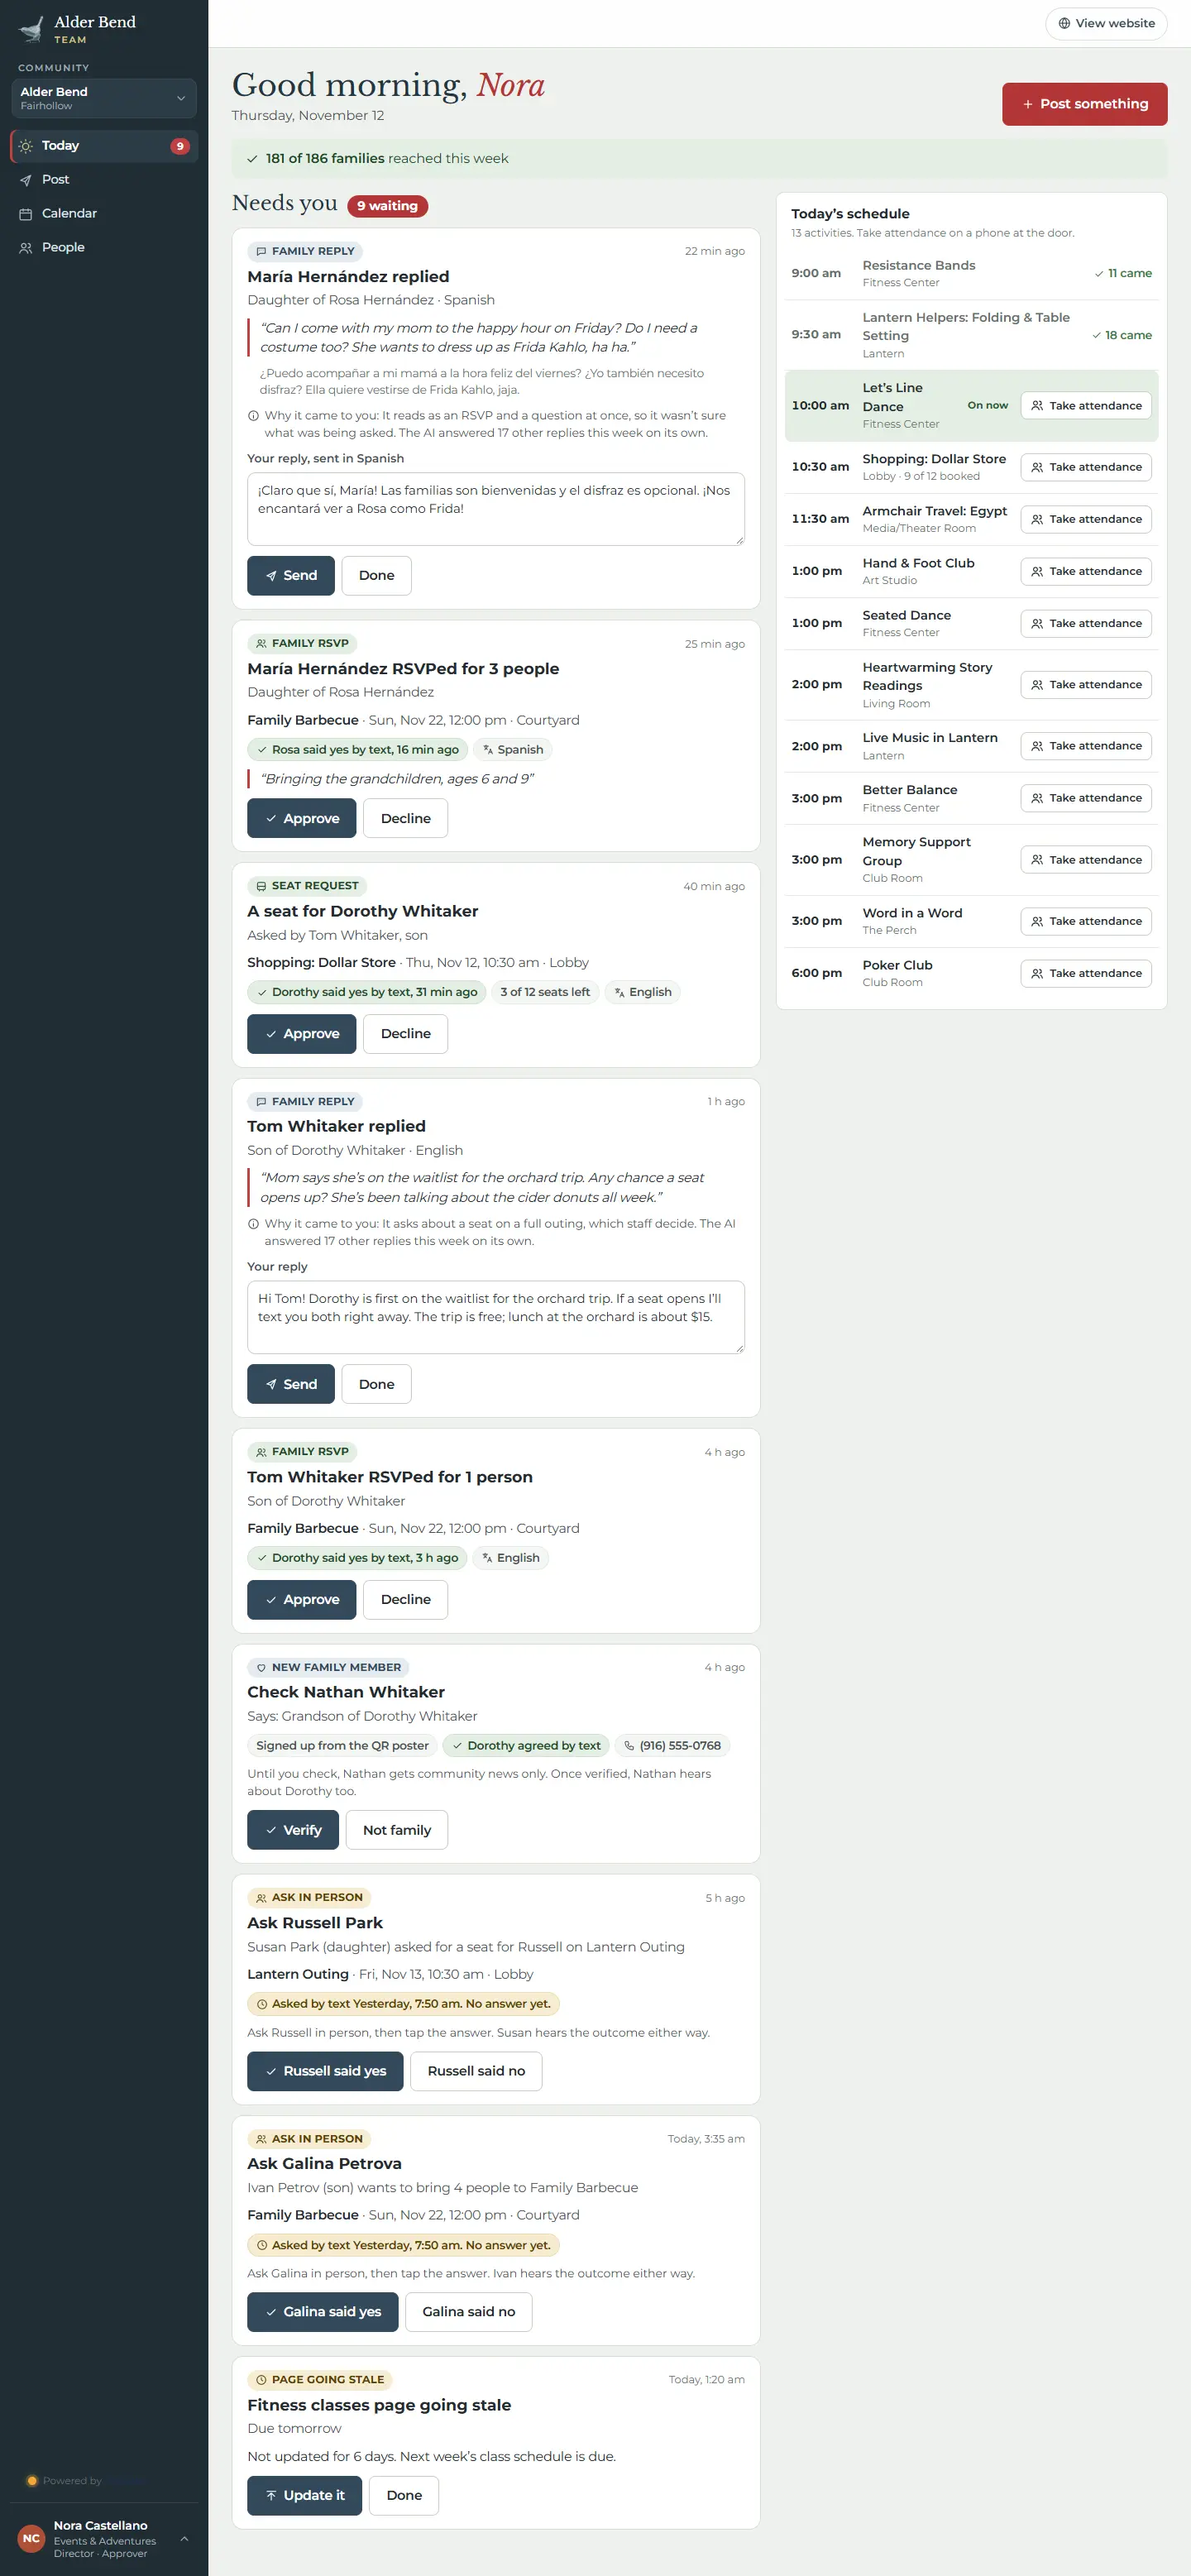 Alder Bend
TEAM
COMMUNITY
Alder Bend
Fairhollow
Today 9
Post
Calendar
People
Powered by
NC
Nora Castellano
Events & Adventures
Director · Approver
View website
Good morning, Nora
Thursday, November 12
+ Post something
181 of 186 families reached this week
Needs you 9 waiting
FAMILY REPLY 22 min ago
María Hernández replied
Daughter of Rosa Hernández · Spanish
“Can I come with my mom to the happy hour on Friday? Do I need a
costume too? She wants to dress up as Frida Kahlo, ha ha.”
¿Puedo acompañar a mi mamá a la hora feliz del viernes? ¿Yo también necesito
disfraz? Ella quiere vestirse de Frida Kahlo, jaja.
Why it came to you: It reads as an RSVP and a question at once, so it wasn’t sure
what was being asked. The AI answered 17 other replies this week on its own.
Your reply, sent in Spanish
¡Claro que sí, María! Las familias son bienvenidas y el disfraz es opcional. ¡Nos
encantará ver a Rosa como Frida!
Send Done
FAMILY RSVP 25 min ago
María Hernández RSVPed for 3 people
Daughter of Rosa Hernández
Family Barbecue · Sun, Nov 22, 12:00 pm · Courtyard
Rosa said yes by text, 16 min ago Spanish
“Bringing the grandchildren, ages 6 and 9”
Approve Decline
SEAT REQUEST 40 min ago
A seat for Dorothy Whitaker
Asked by Tom Whitaker, son
Shopping: Dollar Store · Thu, Nov 12, 10:30 am · Lobby
Dorothy said yes by text, 31 min ago 3 of 12 seats left English
Approve Decline
FAMILY REPLY 1 h ago
Tom Whitaker replied
Son of Dorothy Whitaker · English
“Mom says she’s on the waitlist for the orchard trip. Any chance a seat
opens up? She’s been talking about the cider donuts all week.”
Why it came to you: It asks about a seat on a full outing, which staff decide. The AI
answered 17 other replies this week on its own.
Your reply
Hi Tom! Dorothy is first on the waitlist for the orchard trip. If a seat opens I’ll
text you both right away. The trip is free; lunch at the orchard is about $15.
Send Done
FAMILY RSVP 4 h ago
Tom Whitaker RSVPed for 1 person
Son of Dorothy Whitaker
Family Barbecue · Sun, Nov 22, 12:00 pm · Courtyard
Dorothy said yes by text, 3 h ago English
Approve Decline
NEW FAMILY MEMBER 4 h ago
Check Nathan Whitaker
Says: Grandson of Dorothy Whitaker
Signed up from the QR poster Dorothy agreed by text (916) 555-0768
Until you check, Nathan gets community news only. Once verified, Nathan hears
about Dorothy too.
Verify Not family
ASK IN PERSON 5 h ago
Ask Russell Park
Susan Park (daughter) asked for a seat for Russell on Lantern Outing
Lantern Outing · Fri, Nov 13, 10:30 am · Lobby
Asked by text Yesterday, 7:50 am. No answer yet.
Ask Russell in person, then tap the answer. Susan hears the outcome either way.
Russell said yes Russell said no
ASK IN PERSON Today, 3:35 am
Ask Galina Petrova
Ivan Petrov (son) wants to bring 4 people to Family Barbecue
Family Barbecue · Sun, Nov 22, 12:00 pm · Courtyard
Asked by text Yesterday, 7:50 am. No answer yet.
Ask Galina in person, then tap the answer. Ivan hears the outcome either way.
Galina said yes Galina said no
PAGE GOING STALE Today, 1:20 am
Fitness classes page going stale
Due tomorrow
Not updated for 6 days. Next week’s class schedule is due.
Update it Done
Today’s schedule
13 activities. Take attendance on a phone at the door.
9:00 am Resistance Bands 11 came
Fitness Center
9:30 am Lantern Helpers: Folding & Table
Setting 18 came
Lantern
10:00 am Let’s Line
Dance On now Take attendance
Fitness Center
10:30 am Shopping: Dollar Store Take attendance
Lobby · 9 of 12 booked
11:30 am Armchair Travel: Egypt Take attendance
Media/Theater Room
1:00 pm Hand & Foot Club Take attendance
Art Studio
1:00 pm Seated Dance Take attendance
Fitness Center
2:00 pm Heartwarming Story
Readings Take attendance
Living Room
2:00 pm Live Music in Lantern Take attendance
Lantern
3:00 pm Better Balance Take attendance
Fitness Center
3:00 pm Memory Support
Group Take attendance
Club Room
3:00 pm Word in a Word Take attendance
The Perch
6:00 pm Poker Club Take attendance
Club Room